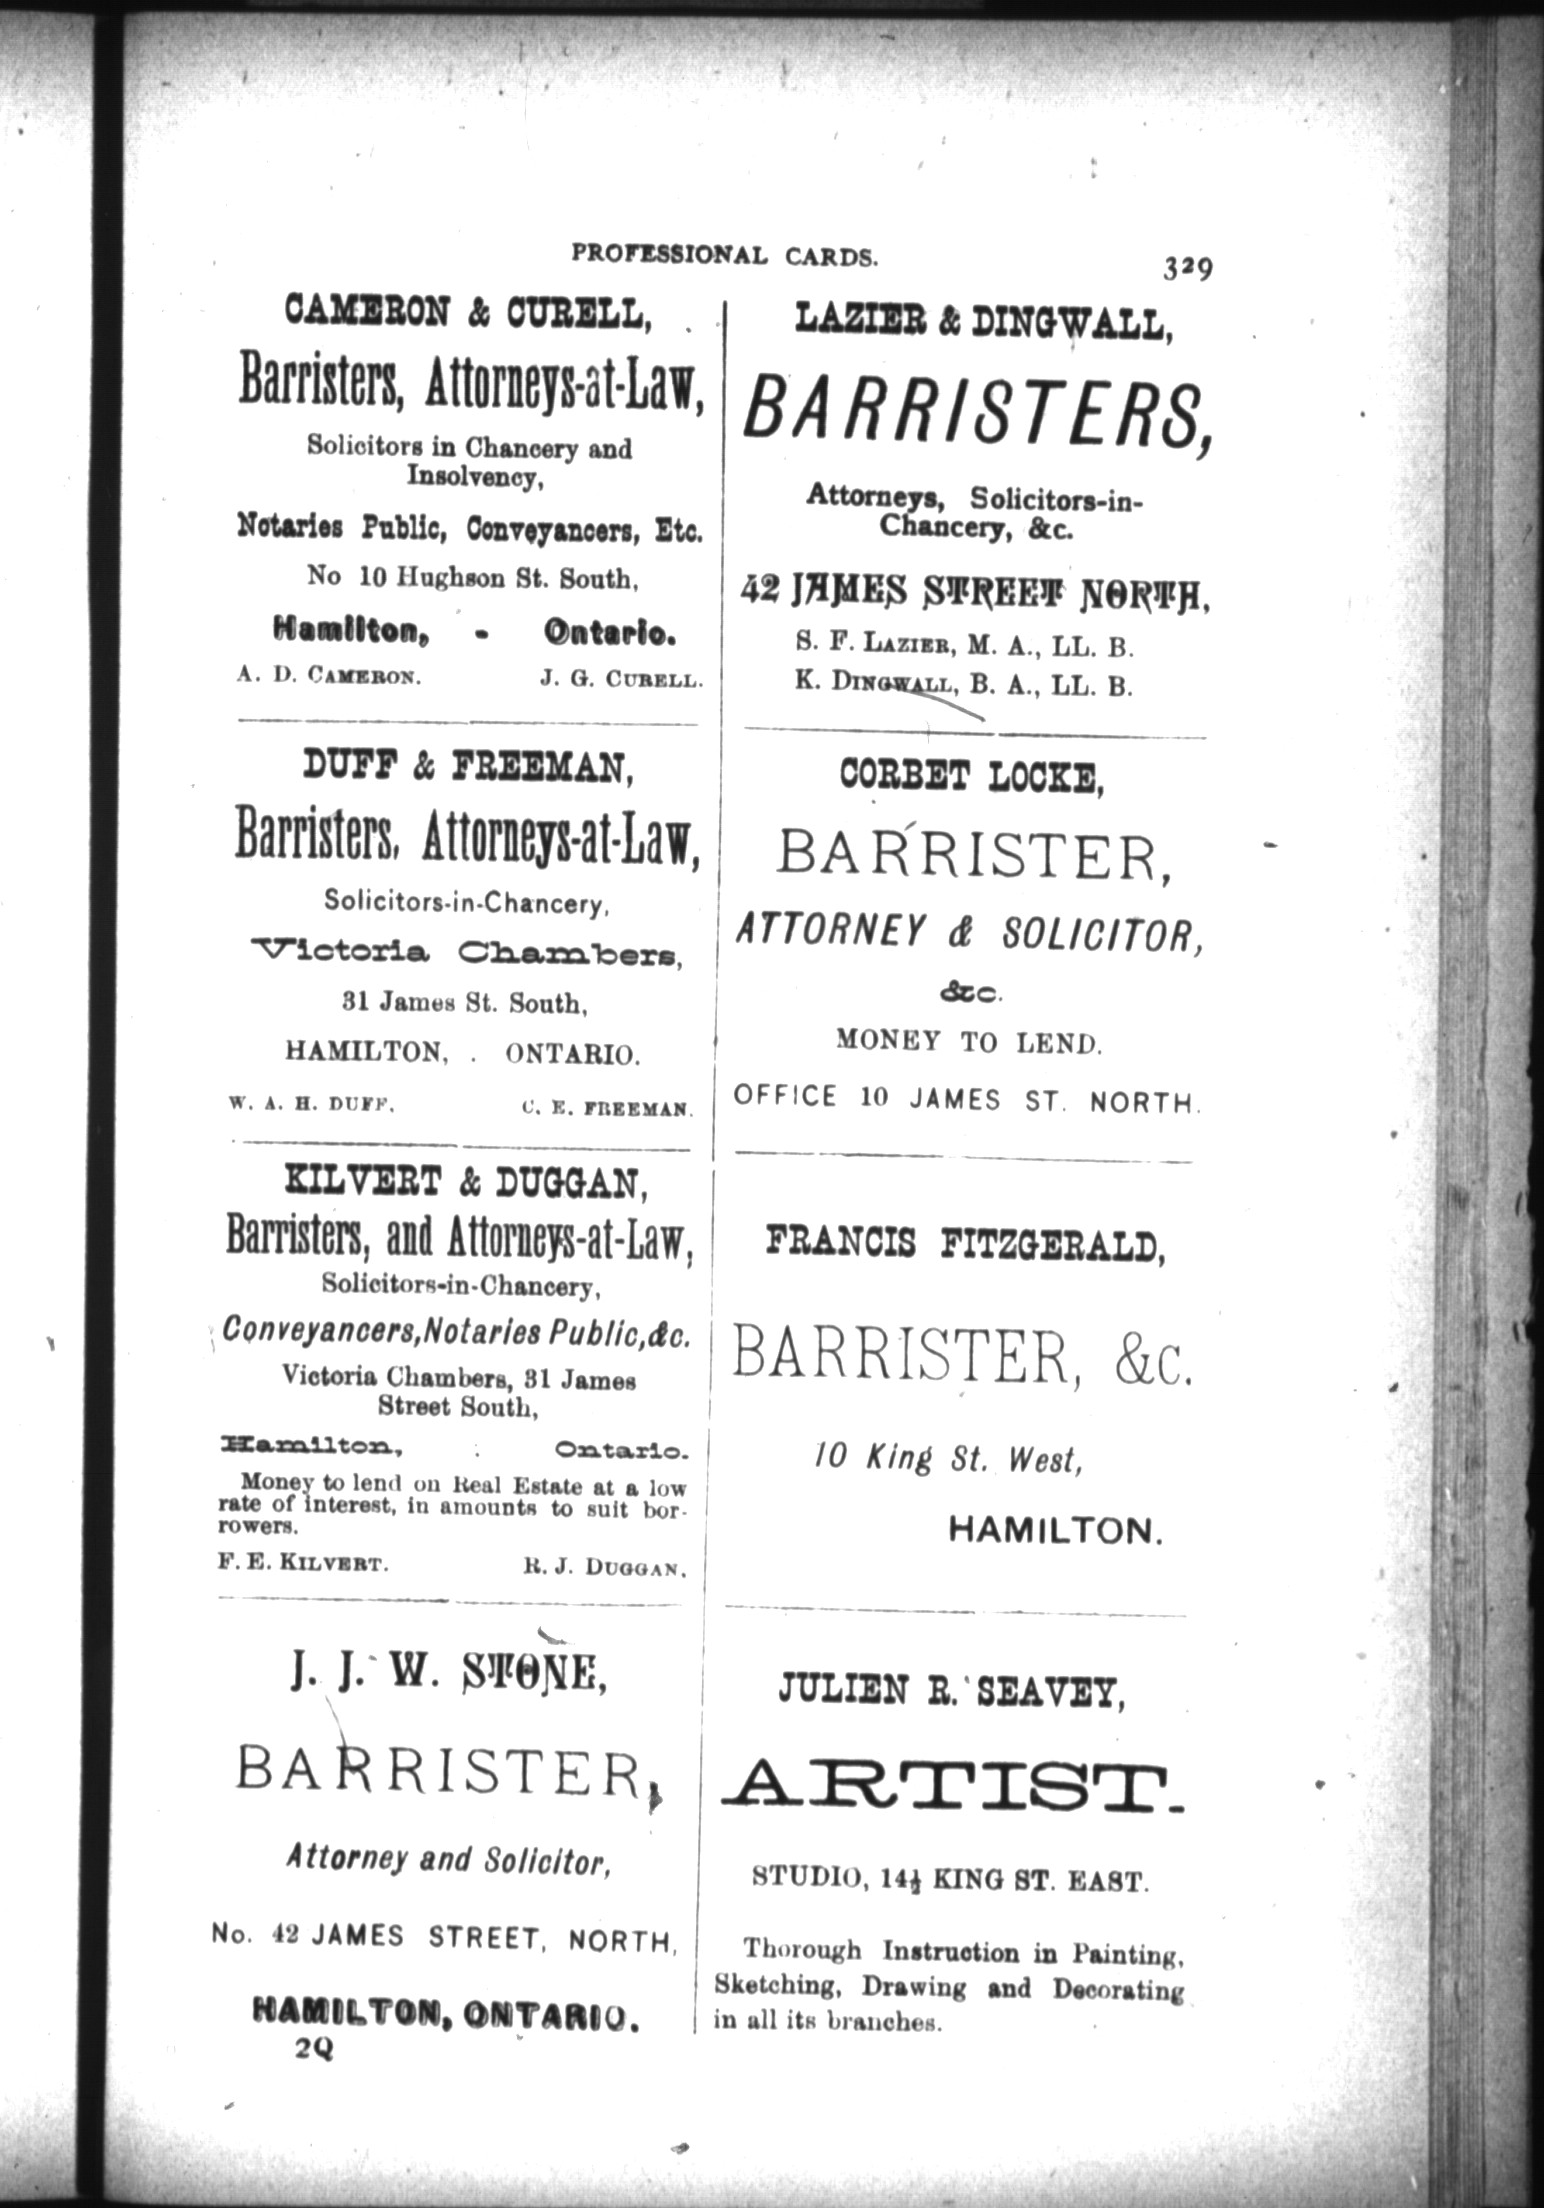 PROFESSIONAL CARDS.
329
CAMERON & CURELL,
Barristers, Attorneys-at-Law,
Solicitors in Chancery and
Insolvency,
Notaries Public, Conveyancers, Etc.
No 10 Hughson St. South,
Hamilton, - Ontario.
A. D. CAMERON. J. G. CURELL.
DUFF & FREEMAN,
Barristers, Attorneys-at-Law,
Solicitors-in-Chancery,
Victoria Chambers,
31 James St. South,
HAMILTON, . ONTARIO.
W. A. H. DUFF. C. E. FREEMAN.
KILVERT & DUGGAN,
Barristers, and Attorneys-at-Law,
Solicitors-in-Chancery,
Conveyancers, Notaries Public, &c.
Victoria Chambers, 31 James
Street South,
Hamilton, . Ontario.
Money to lend on Real Estate at a low
rate of interest, in amounts to suit bor-
rowers.
F. E. KILVERT. R. J. DUGGAN.
J. J. W. STONE,
BARRISTER,
Attorney and Solicitor,
No. 42 JAMES STREET, NORTH,
HAMILTON, ONTARIO.
2Q
LAZIER & DINGWALL,
BARRISTERS,
Attorneys, Solicitors-in-
Chancery, &c.
42 JAMES STREET NORTH,
S. F. LAZIER, M. A., LL. B.
K. DINGWALL, B. A., LL. B.
CORBET LOCKE,
BARRISTER,
ATTORNEY & SOLICITOR,
&c.
MONEY TO LEND.
OFFICE 10 JAMES ST. NORTH.
FRANCIS FITZGERALD,
BARRISTER, &c.
10 King St. West,
HAMILTON.
JULIEN R. SEAVEY,
ARTIST.
STUDIO, 14½ KING ST. EAST.
Thorough Instruction in Painting,
Sketching, Drawing and Decorating
in all its branches.